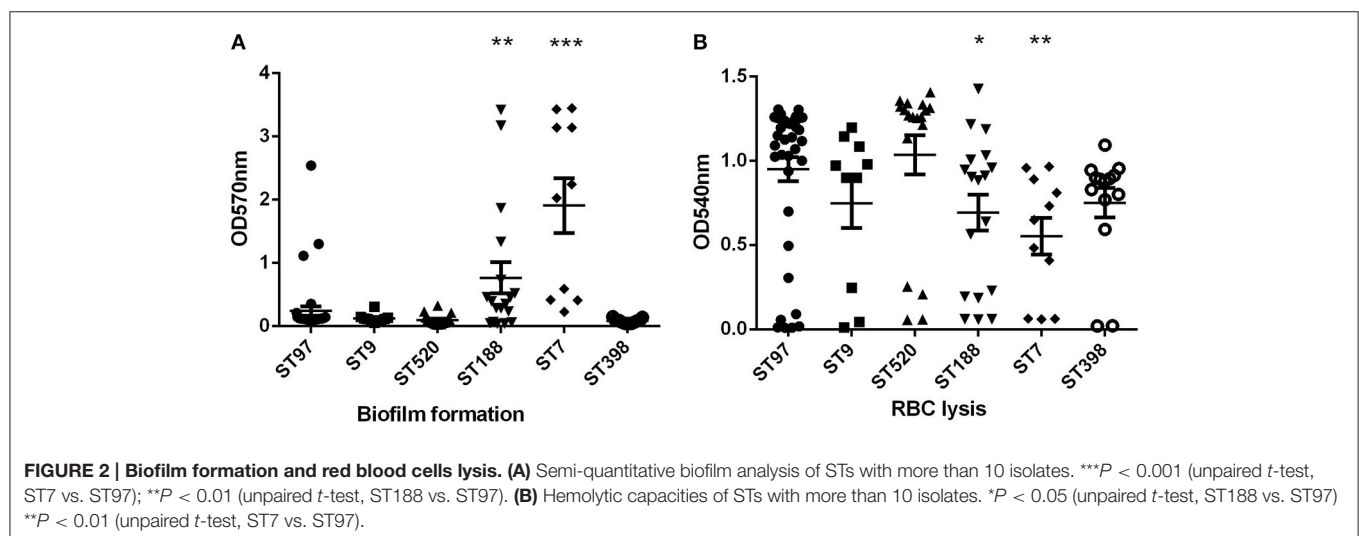 A
** ***
OD570nm
4
3
2
1
0
ST97 ST9 ST520 ST188 ST7 ST398
Biofilm formation
B
* **
OD540nm
1.5
1.0
0.5
0.0
ST97 ST9 ST520 ST188 ST7 ST398
RBC lysis
FIGURE 2 | Biofilm formation and red blood cells lysis. (A) Semi-quantitative biofilm analysis of STs with more than 10 isolates. ***P < 0.001 (unpaired t-test,
ST7 vs. ST97); **P < 0.01 (unpaired t-test, ST188 vs. ST97). (B) Hemolytic capacities of STs with more than 10 isolates. *P < 0.05 (unpaired t-test, ST188 vs. ST97)
**P < 0.01 (unpaired t-test, ST7 vs. ST97).